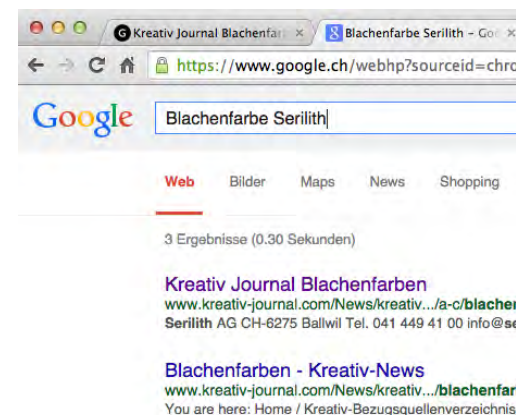 Kreativ Journal Blachenfar
Blachenfarbe Serilith – Go
https://www.google.ch/webhp?sourceid=chro
Google
Blachenfarbe Serilith
Web Bilder Maps News Shopping
3 Ergebnisse (0.30 Sekunden)
Kreativ Journal Blachenfarben
www.kreativ-journal.com/News/kreativ.../a-c/blachen
Serilith AG CH-6275 Ballwil Tel. 041 449 41 00 info@se
Blachenfarben - Kreativ-News
www.kreativ-journal.com/News/kreativ.../blachenfar
You are here: Home / Kreativ-Bezugsquellenverzeichnis